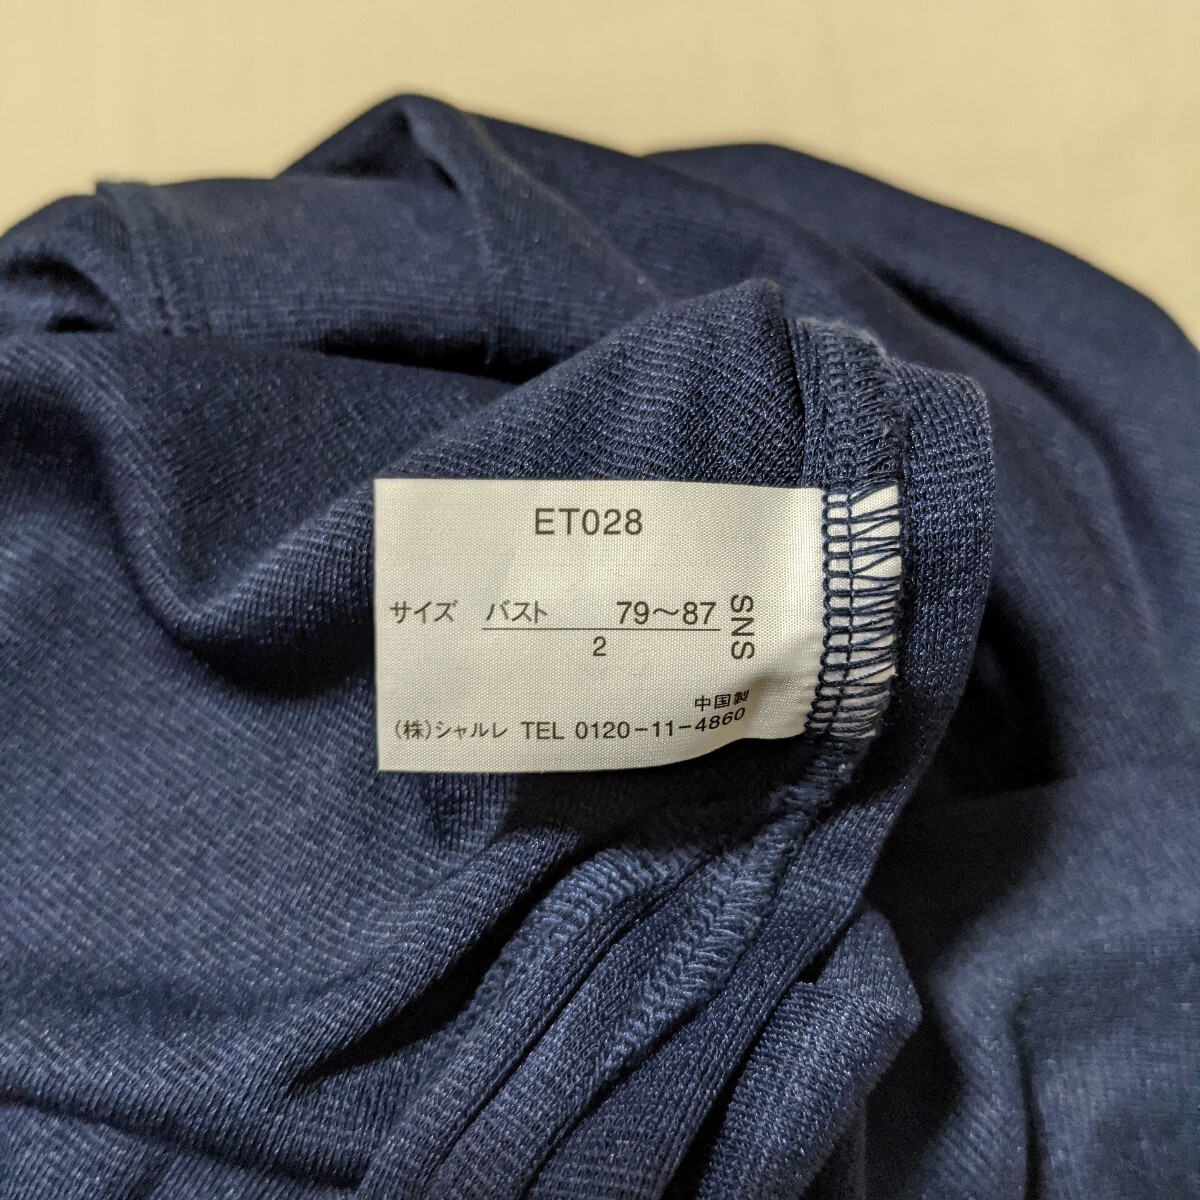 ET028
サイズ バスト 79～87
2
SNS
中国製
(株)シャルレ TEL 0120-11-4860